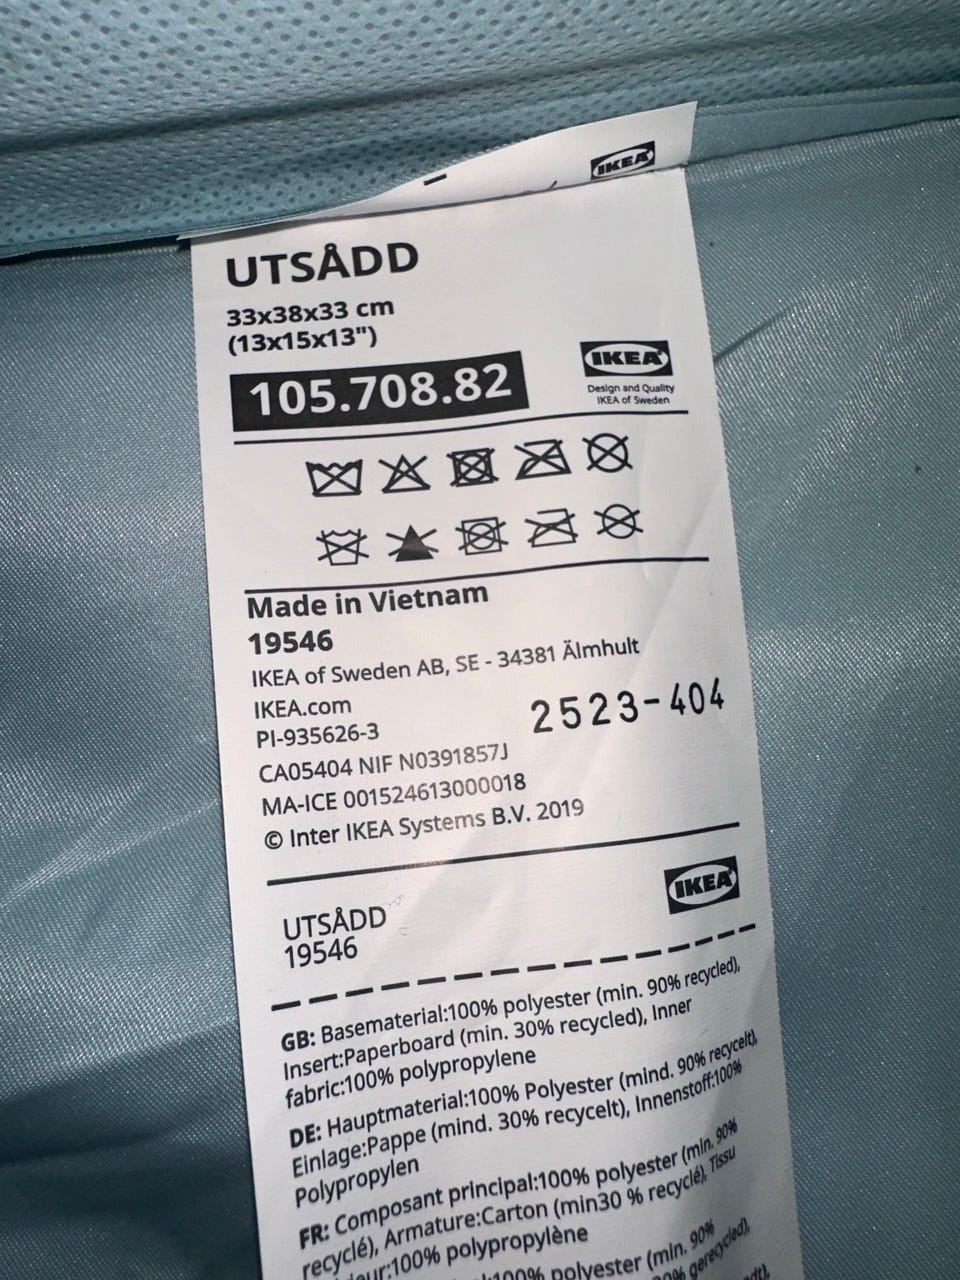 IKEA
UTSÅDD
33x38x33 cm
(13x15x13")
105.708.82
IKEA
Design and Quality
IKEA of Sweden
Made in Vietnam
19546
IKEA of Sweden AB, SE - 34381 Älmhult
IKEA.com
PI-935626-3
2523-404
CA05404 NIF N0391857J
MA-ICE 001524613000018
© Inter IKEA Systems B.V. 2019
IKEA
UTSÅDD
19546
GB: Basematerial:100% polyester (min. 90% recycled),
Insert:Paperboard (min. 30% recycled), Inner
fabric:100% polypropylene
DE: Hauptmaterial:100% Polyester (mind. 90% recycelt),
Einlage:Pappe (mind. 30% recycelt), Innenstoff:100%
Polypropylen
FR: Composant principal:100% polyester (min. 90%
recyclé), Armature:Carton (min30 % recyclé), Tissu
100% polypropylène
polyester (min. 90%
gerecycled),